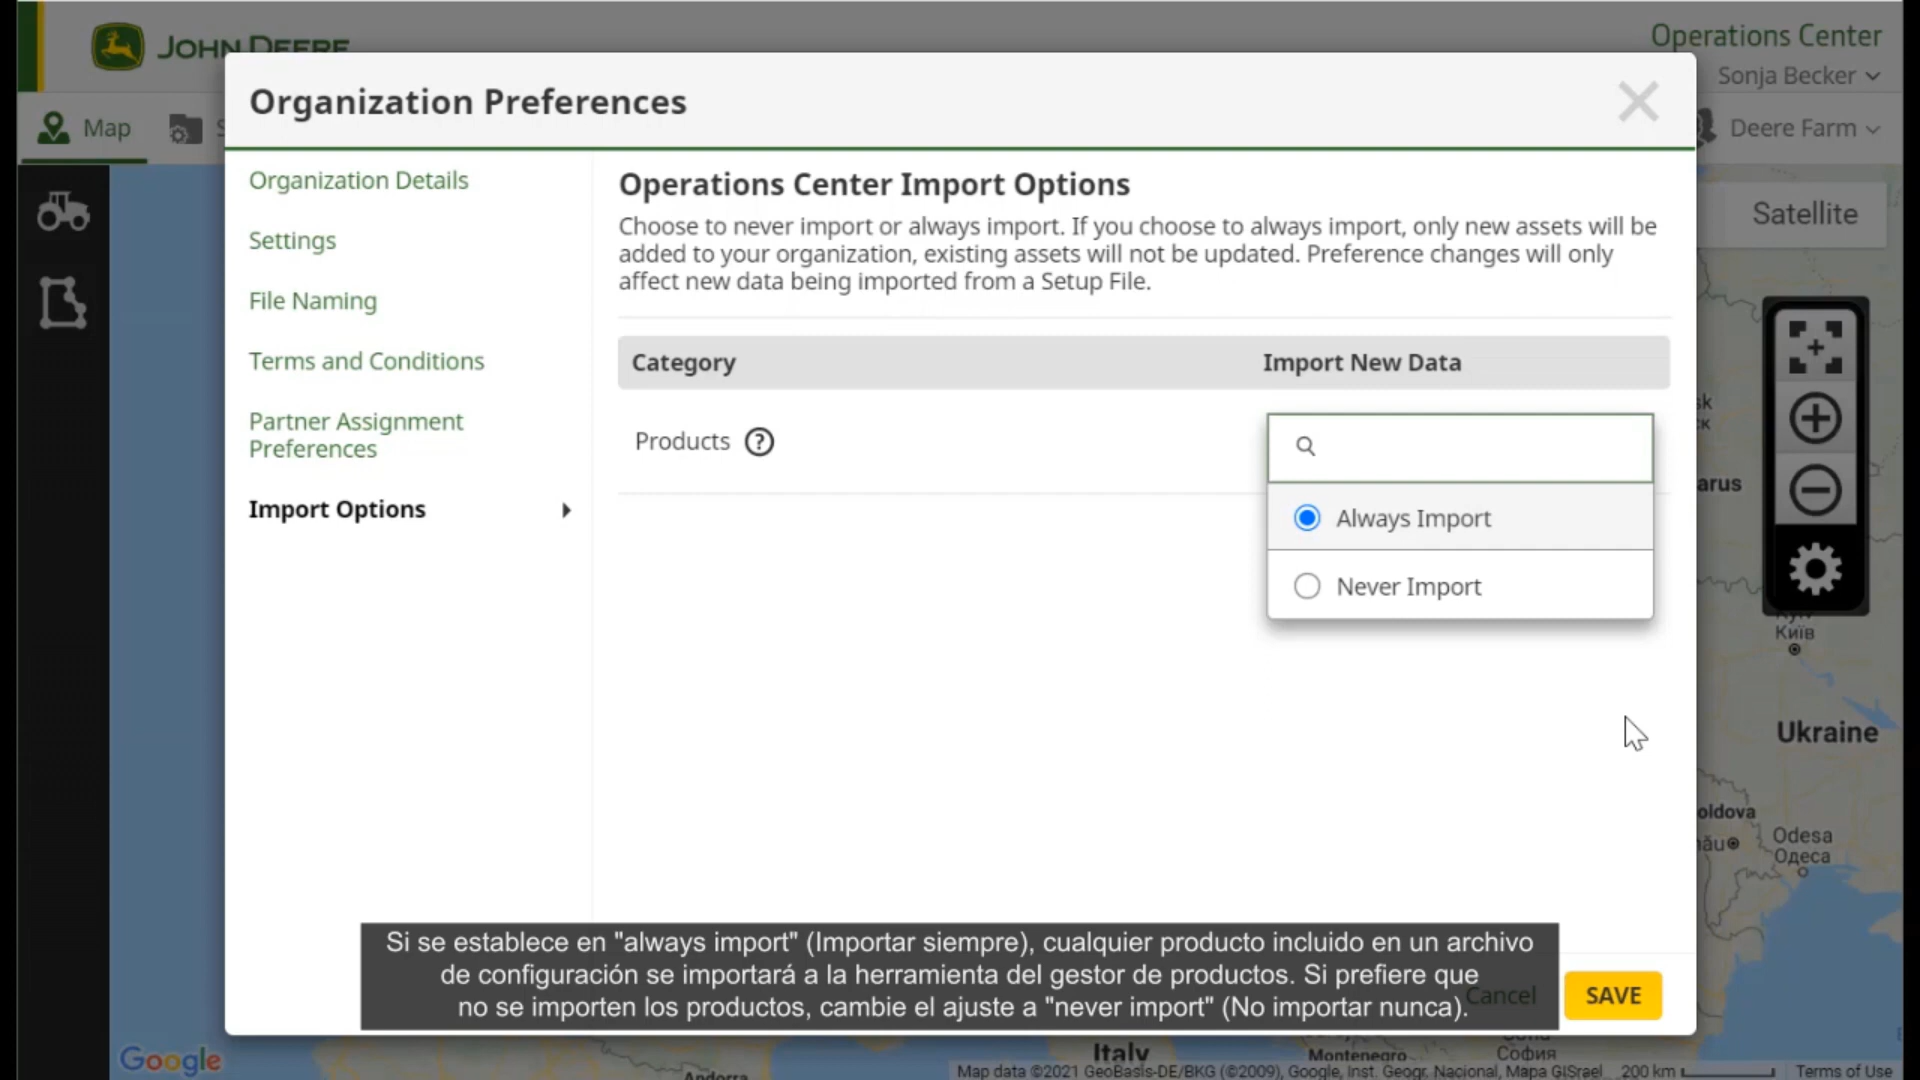 JOHN DEERE
Operations Center
Sonja Becker
Map
Deere Farm
Organization Preferences
Organization Details
Settings
File Naming
Terms and Conditions
Partner Assignment
Preferences
Import Options
Operations Center Import Options
Choose to never import or always import. If you choose to always import, only new assets will be
added to your organization, existing assets will not be updated. Preference changes will only
affect new data being imported from a Setup File.
Category
Import New Data
Products ?
Always Import
Never Import
Satellite
arus
Київ
Ukraine
oldova
Odesa
Одеса
Si se establece en "always import" (Importar siempre), cualquier producto incluido en un archivo
de configuración se importará a la herramienta del gestor de productos. Si prefiere que
no se importen los productos, cambie el ajuste a "never import" (No importar nunca).
Cancel
SAVE
Google
Andorra
Italy
Montenegro
София
Map data ©2021 GeoBasis-DE/BKG (©2009), Google, Inst. Geogr. Nacional, Mapa GISrael
200 km
Terms of Use